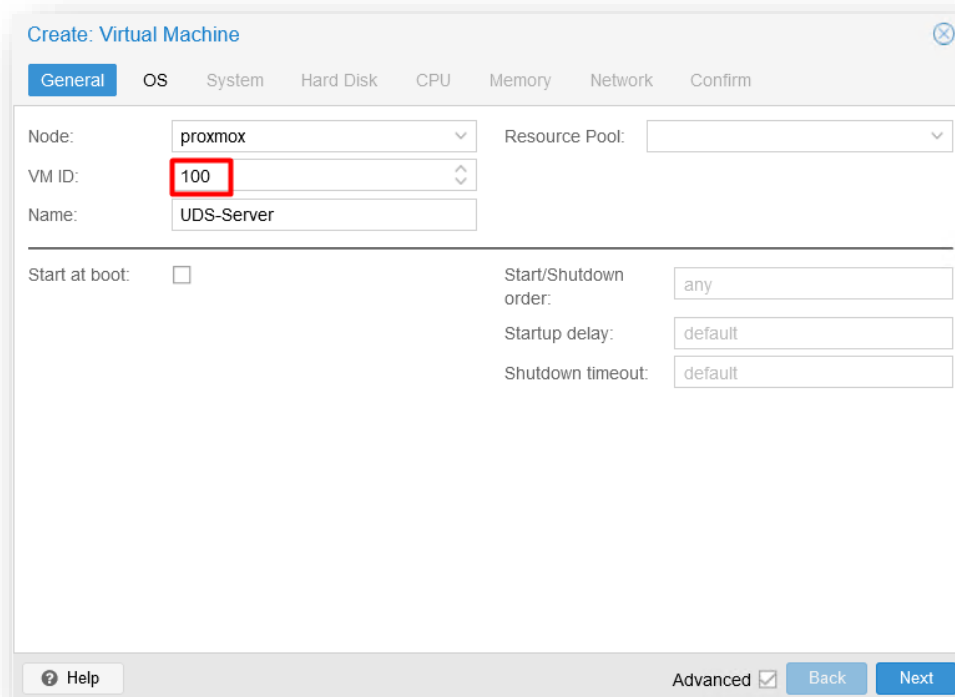 Create: Virtual Machine
General OS System Hard Disk CPU Memory Network Confirm
Node: proxmox Resource Pool:
VM ID: 100
Name: UDS-Server
Start at boot: Start/Shutdown order: any
Startup delay: default
Shutdown timeout: default
Help Advanced Back Next